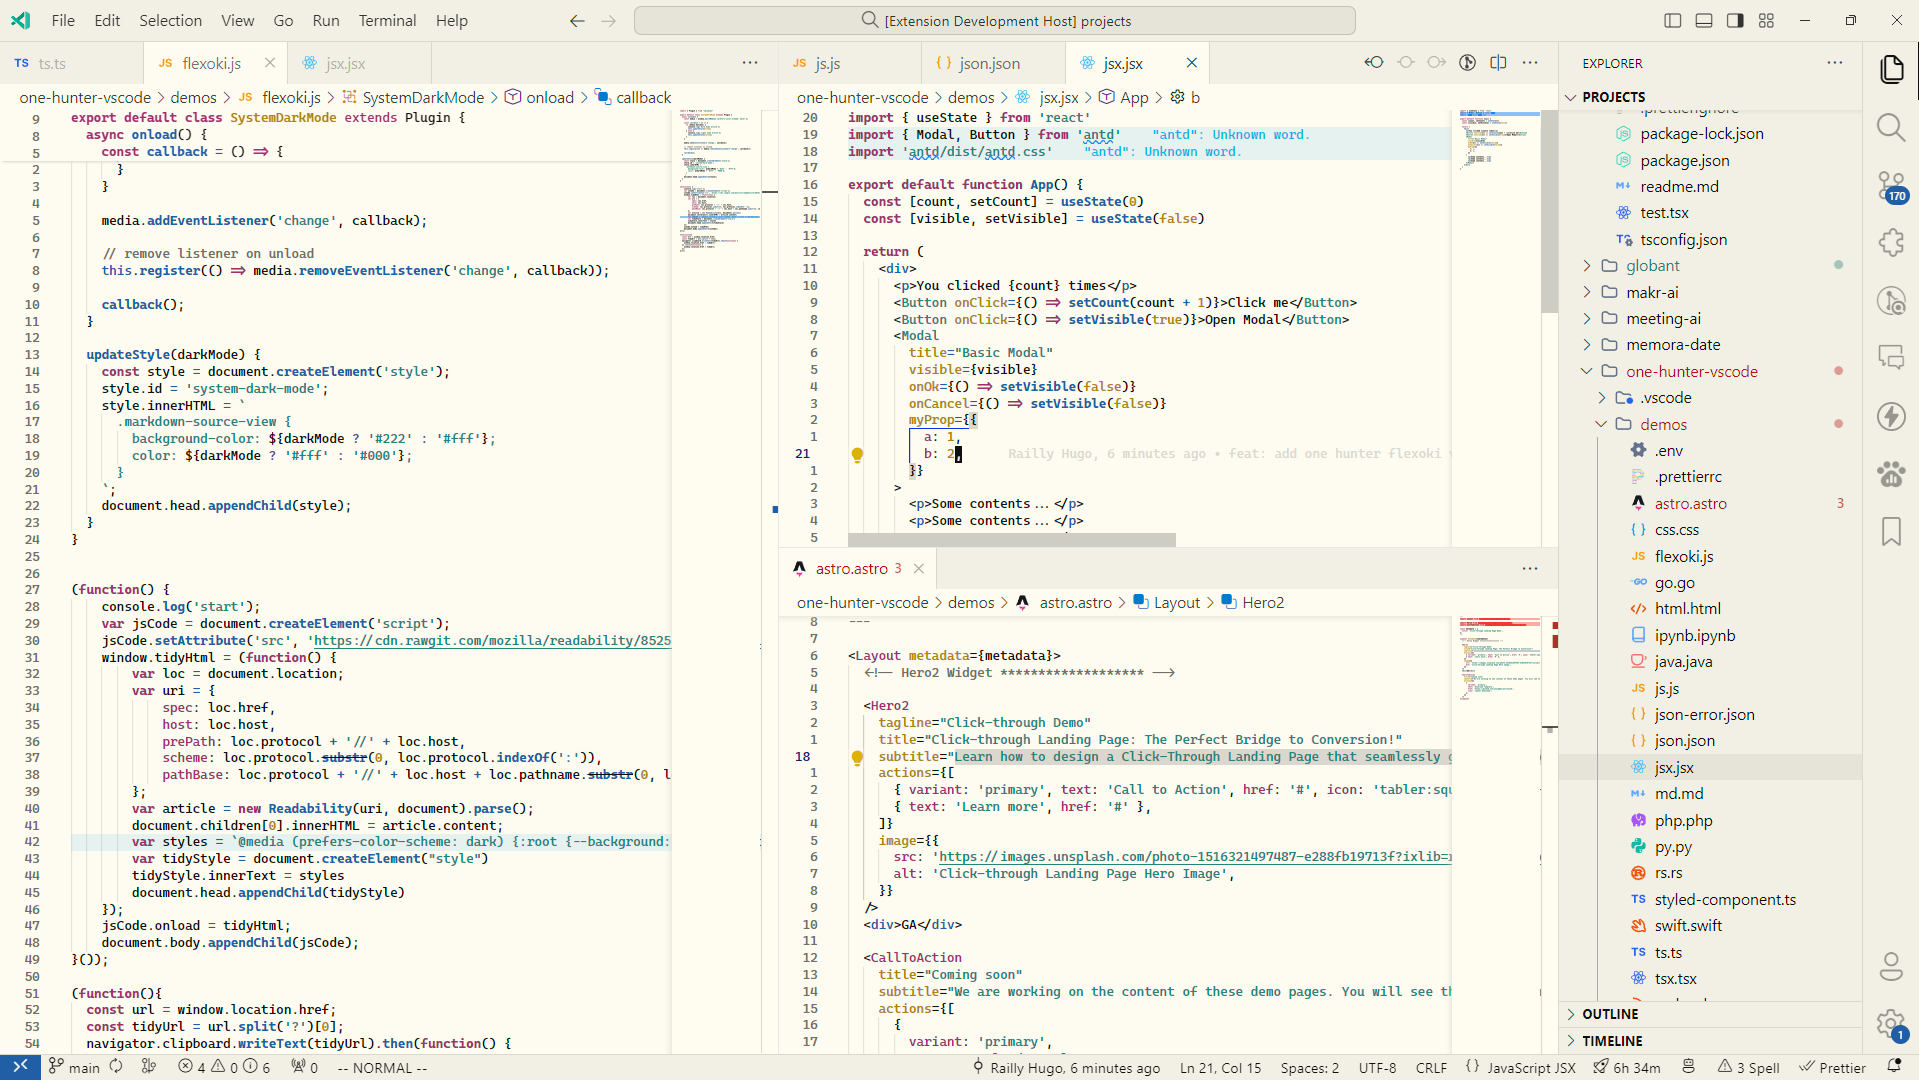 File Edit Selection View Go Run Terminal Help
[Extension Development Host] projects
TS ts.ts
JS flexoki.js
jsx.jsx
one-hunter-vscode > demos > JS flexoki.js > SystemDarkMode > onload > callback
9 export default class SystemDarkMode extends Plugin {
8 async onload() {
5 const callback = () => {
2 }
3 }
4
5 media.addEventListener('change', callback);
6
7 // remove listener on unload
8 this.register(() => media.removeEventListener('change', callback));
9
10 callback();
11 }
12
13 updateStyle(darkMode) {
14 const style = document.createElement('style');
15 style.id = 'system-dark-mode';
16 style.innerHTML = `
17 .markdown-source-view {
18 background-color: ${darkMode ? '#222' : '#fff'};
19 color: ${darkMode ? '#fff' : '#000'};
20 }
21 `;
22 document.head.appendChild(style);
23 }
24 }
25
26
27 (function() {
28 console.log('start');
29 var jsCode = document.createElement('script');
30 jsCode.setAttribute('src', 'https://cdn.rawgit.com/mozilla/readability/8525
31 window.tidyHtml = (function() {
32 var loc = document.location;
33 var uri = {
34 spec: loc.href,
35 host: loc.host,
36 prePath: loc.protocol + '//' + loc.host,
37 scheme: loc.protocol.substr(0, loc.protocol.indexOf(':')),
38 pathBase: loc.protocol + '//' + loc.host + loc.pathname.substr(0, l
39 };
40 var article = new Readability(uri, document).parse();
41 document.children[0].innerHTML = article.content;
42 var styles = `@media (prefers-color-scheme: dark) {:root {--background:
43 var tidyStyle = document.createElement("style")
44 tidyStyle.innerText = styles
45 document.head.appendChild(tidyStyle)
46 });
47 jsCode.onload = tidyHtml;
48 document.body.appendChild(jsCode);
49 }());
50
51 (function(){
52 const url = window.location.href;
53 const tidyUrl = url.split('?')[0];
54 navigator.clipboard.writeText(tidyUrl).then(function() {
JS js.js
{} json.json
jsx.jsx
one-hunter-vscode > demos > jsx.jsx > App > b
20 import { useState } from 'react'
19 import { Modal, Button } from 'antd' "antd": Unknown word.
18 import 'antd/dist/antd.css' "antd": Unknown word.
17
16 export default function App() {
15 const [count, setCount] = useState(0)
14 const [visible, setVisible] = useState(false)
13
12 return (
11 <div>
10 <p>You clicked {count} times</p>
9 <Button onClick={() => setCount(count + 1)}>Click me</Button>
8 <Button onClick={() => setVisible(true)}>Open Modal</Button>
7 <Modal
6 title="Basic Modal"
5 visible={visible}
4 onOk={() => setVisible(false)}
3 onCancel={() => setVisible(false)}
2 myProp={{
1 a: 1,
21 b: 2, Railly Hugo, 6 minutes ago • feat: add one hunter flexoki
1 }}
2 >
3 <p>Some contents...</p>
4 <p>Some contents...</p>
5
astro.astro 3
one-hunter-vscode > demos > astro.astro > Layout > Hero2
8 ---
7
6 <Layout metadata={metadata}>
5 <!-- Hero2 Widget ******************* -->
4
3 <Hero2
2 tagline="Click-through Demo"
1 title="Click-through Landing Page: The Perfect Bridge to Conversion!"
18 subtitle="Learn how to design a Click-Through Landing Page that seamlessly g
1 actions={[
2 { variant: 'primary', text: 'Call to Action', href: '#', icon: 'tabler:squ
3 { text: 'Learn more', href: '#' },
4 ]}
5 image={{
6 src: 'https://images.unsplash.com/photo-1516321497487-e288fb19713f?ixlib=r
7 alt: 'Click-through Landing Page Hero Image',
8 }}
9 />
10 <div>GA</div>
11
12 <CallToAction
13 title="Coming soon"
14 subtitle="We are working on the content of these demo pages. You will see th
15 actions={[
16 {
17 variant: 'primary',
EXPLORER
PROJECTS
.prettierignore
package-lock.json
package.json
readme.md
test.tsx
tsconfig.json
globant
makr-ai
meeting-ai
memora-date
one-hunter-vscode
.vscode
demos
.env
.prettierrc
astro.astro 3
css.css
JS flexoki.js
go.go
html.html
ipynb.ipynb
java.java
JS js.js
json-error.json
json.json
jsx.jsx
md.md
php.php
py.py
rs.rs
TS styled-component.ts
swift.swift
TS ts.ts
tsx.tsx
OUTLINE
TIMELINE
170
1
main 4 0 6 0 -- NORMAL --
Railly Hugo, 6 minutes ago Ln 21, Col 15 Spaces: 2 UTF-8 CRLF {} JavaScript JSX 6h 34m 3 Spell Prettier